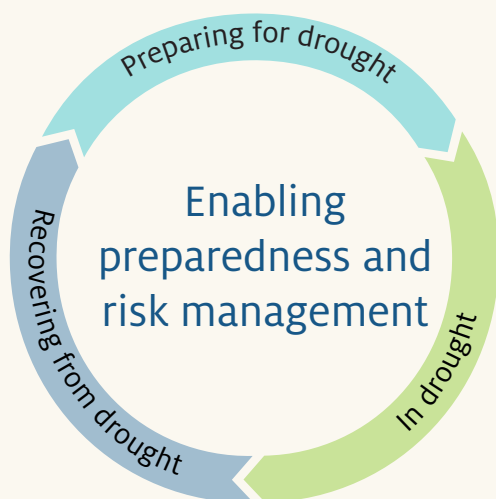 Preparing for drought
Enabling
preparedness and
risk management
In drought
Recovering from drought